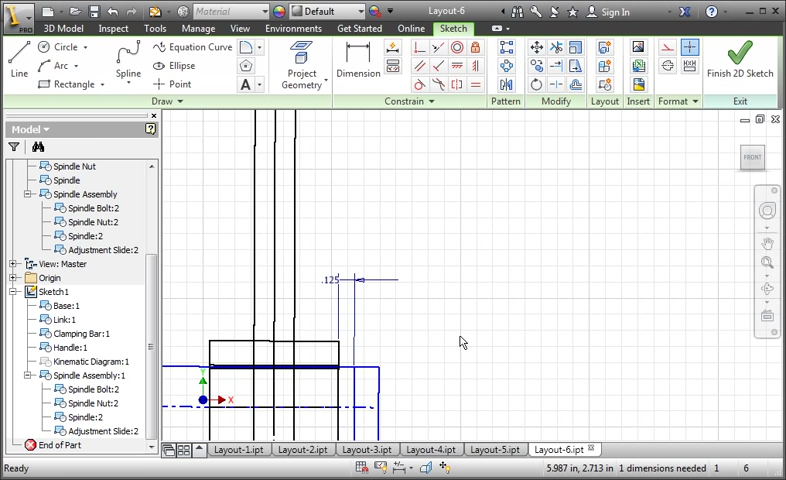 Material
Default
Layout-6
Sign In
PRO
3D Model
Inspect
Tools
Manage
View
Environments
Get Started
Online
Sketch
Line
Circle
Arc
Rectangle
Spline
Equation Curve
Ellipse
Point
A
Project
Geometry
Dimension
Finish 2D Sketch
Draw
Constrain
Pattern
Modify
Layout
Insert
Format
Exit
Model
Spindle Nut
Spindle
Spindle Assembly
Spindle Bolt:2
Spindle Nut:2
Spindle:2
Adjustment Slide:2
View: Master
Origin
Sketch1
Base:1
Link:1
Clamping Bar:1
Handle:1
Kinematic Diagram:1
Spindle Assembly:1
Spindle Bolt:2
Spindle Nut:2
Spindle:2
Adjustment Slide:2
End of Part
FRONT
.125
Y
X
Layout-1.ipt
Layout-2.ipt
Layout-3.ipt
Layout-4.ipt
Layout-5.ipt
Layout-6.ipt
Ready
5.987 in, 2.713 in 1 dimensions needed 1 6